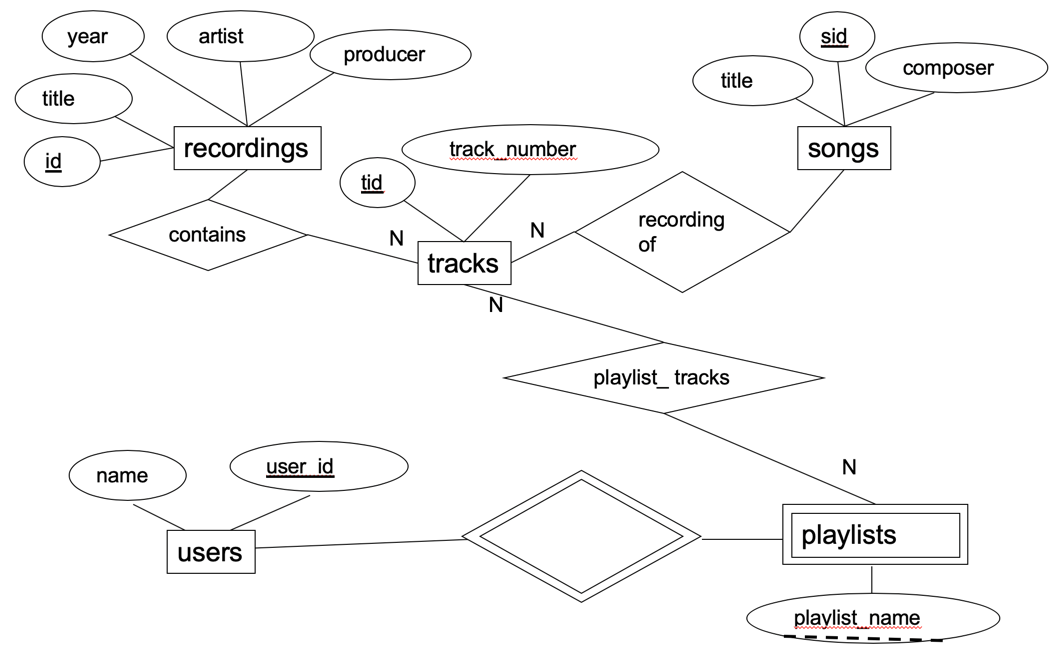 year
artist
producer
title
id
recordings
sid
title
composer
songs
track_number
tid
contains
N
N
recording
of
tracks
N
playlist_ tracks
N
name
user_id
users
playlists
playlist_name